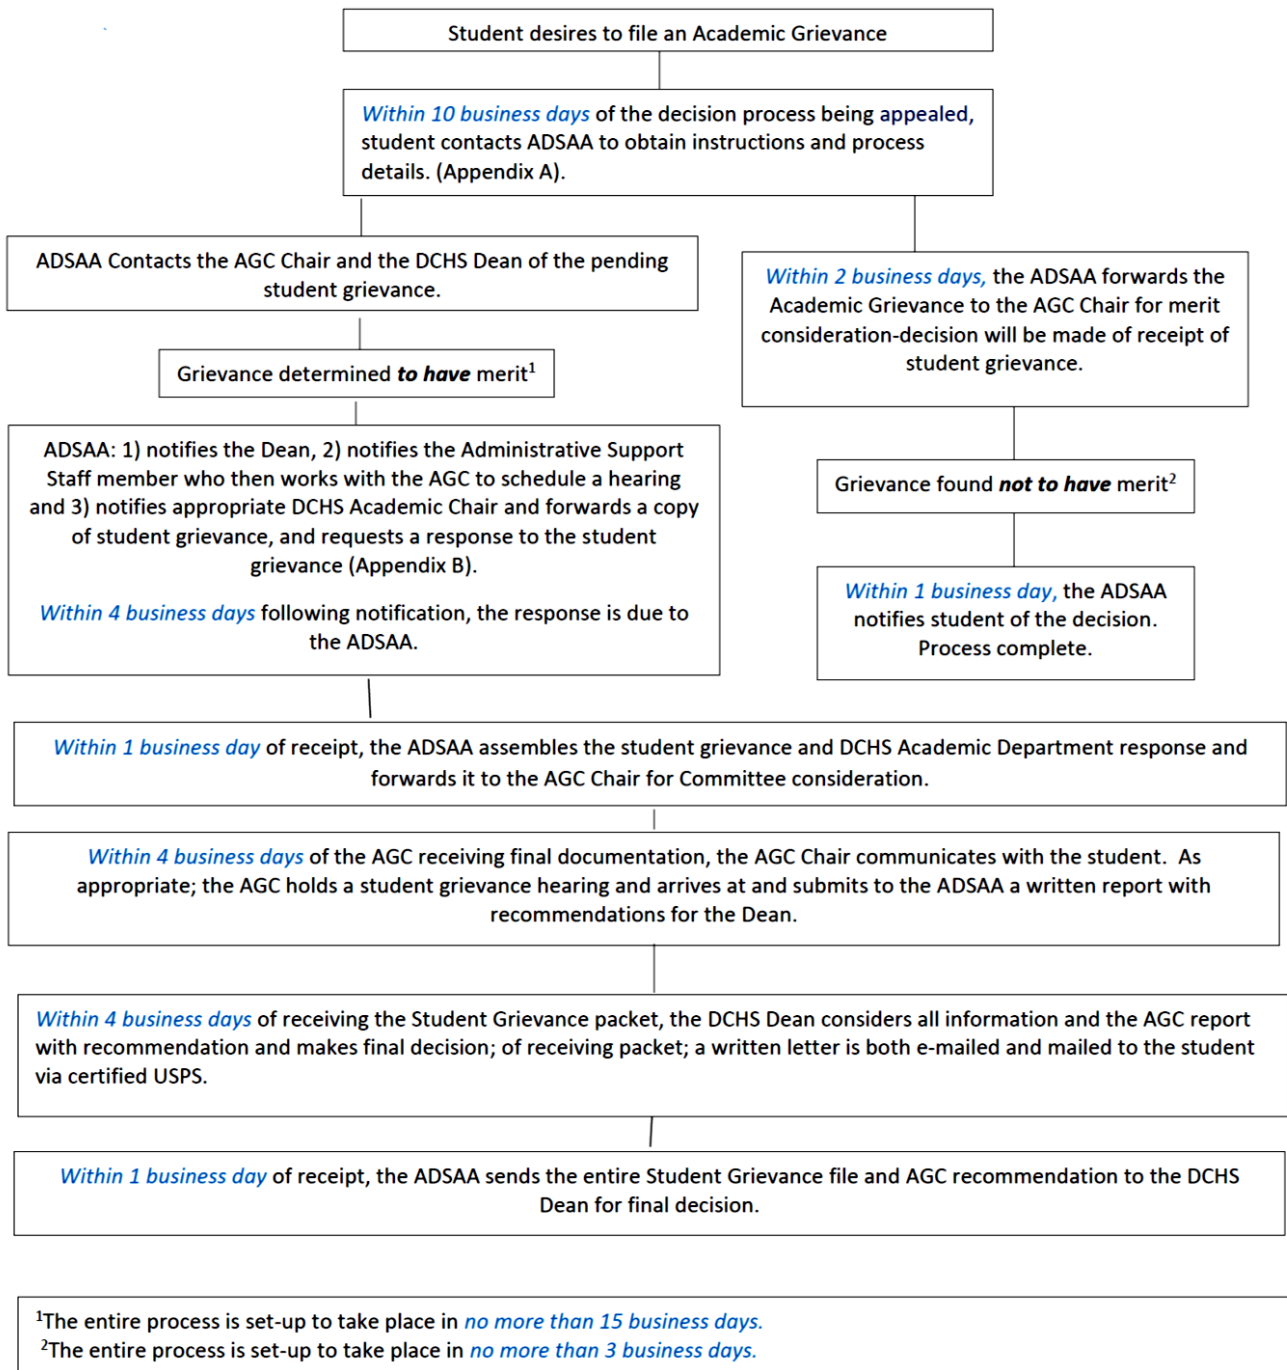 Student desires to file an Academic Grievance
Within 10 business days of the decision process being appealed,
student contacts ADSAA to obtain instructions and process
details. (Appendix A).
ADSAA Contacts the AGC Chair and the DCHS Dean of the pending
student grievance.
Within 2 business days, the ADSAA forwards the
Academic Grievance to the AGC Chair for merit
consideration-decision will be made of receipt of
student grievance.
Grievance determined to have merit¹
ADSAA: 1) notifies the Dean, 2) notifies the Administrative Support
Staff member who then works with the AGC to schedule a hearing
and 3) notifies appropriate DCHS Academic Chair and forwards a copy
of student grievance, and requests a response to the student
grievance (Appendix B).
Within 4 business days following notification, the response is due to
the ADSAA.
Grievance found not to have merit²
Within 1 business day, the ADSAA
notifies student of the decision.
Process complete.
Within 1 business day of receipt, the ADSAA assembles the student grievance and DCHS Academic Department response and
forwards it to the AGC Chair for Committee consideration.
Within 4 business days of the AGC receiving final documentation, the AGC Chair communicates with the student. As
appropriate; the AGC holds a student grievance hearing and arrives at and submits to the ADSAA a written report with
recommendations for the Dean.
Within 4 business days of receiving the Student Grievance packet, the DCHS Dean considers all information and the AGC report
with recommendation and makes final decision; of receiving packet; a written letter is both e-mailed and mailed to the student
via certified USPS.
Within 1 business day of receipt, the ADSAA sends the entire Student Grievance file and AGC recommendation to the DCHS
Dean for final decision.
¹The entire process is set-up to take place in no more than 15 business days.
²The entire process is set-up to take place in no more than 3 business days.